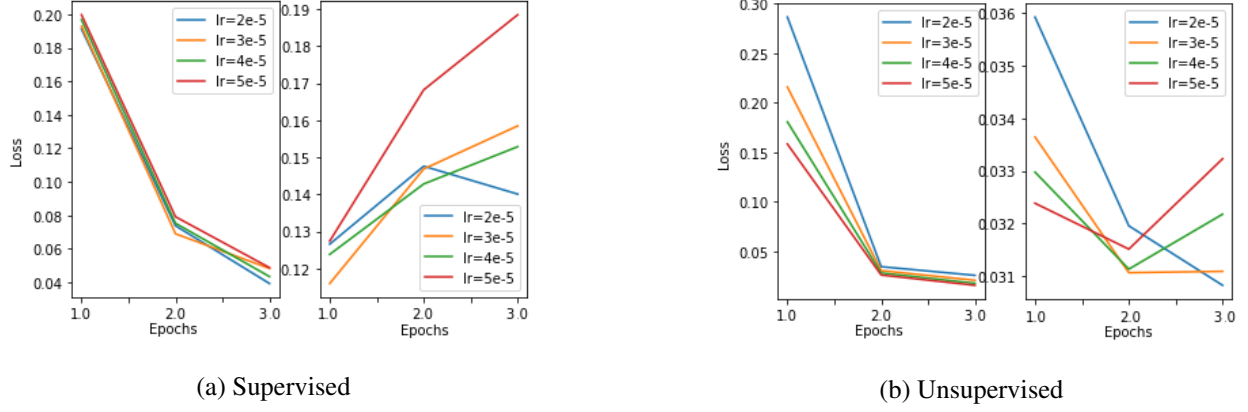 0.20
0.18
0.16
0.14
0.12
0.10
0.08
0.06
0.04
Loss
lr=2e-5
lr=3e-5
lr=4e-5
lr=5e-5
1.0
2.0
3.0
Epochs
0.19
0.18
0.17
0.16
0.15
0.14
0.13
0.12
lr=2e-5
lr=3e-5
lr=4e-5
lr=5e-5
1.0
2.0
3.0
Epochs
(a) Supervised
0.30
0.25
0.20
0.15
0.10
0.05
Loss
lr=2e-5
lr=3e-5
lr=4e-5
lr=5e-5
1.0
2.0
3.0
Epochs
0.036
0.035
0.034
0.033
0.032
0.031
lr=2e-5
lr=3e-5
lr=4e-5
lr=5e-5
1.0
2.0
3.0
Epochs
(b) Unsupervised